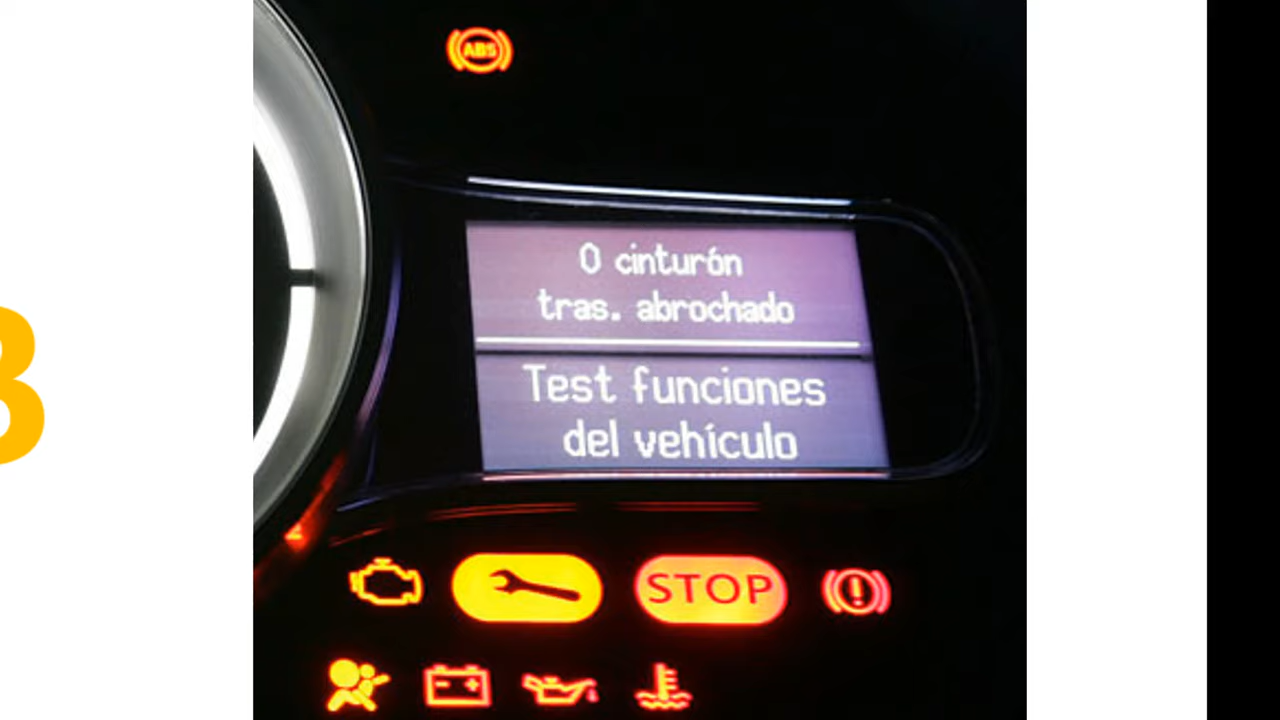 ABS
0 cinturón
tras. abrochado
Test funciones
del vehículo
STOP